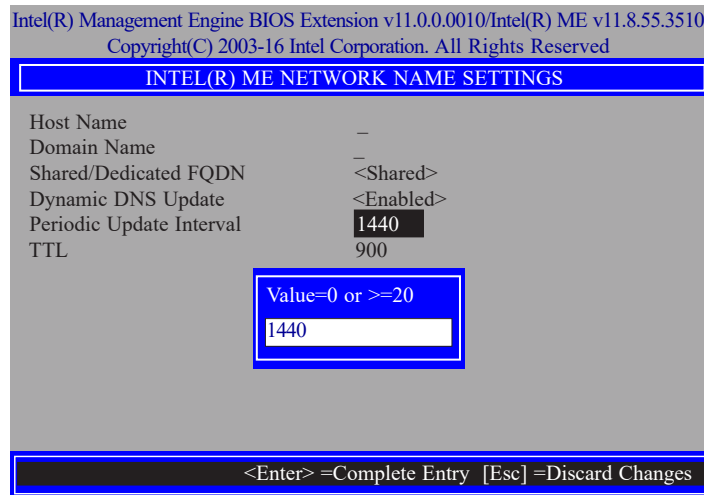 Intel(R) Management Engine BIOS Extension v11.0.0.0010/Intel(R) ME v11.8.55.3510
Copyright(C) 2003-16 Intel Corporation. All Rights Reserved
INTEL(R) ME NETWORK NAME SETTINGS
Host Name _
Domain Name _
Shared/Dedicated FQDN <Shared>
Dynamic DNS Update <Enabled>
Periodic Update Interval 1440
TTL 900
Value=0 or >=20
1440
<Enter> =Complete Entry [Esc] =Discard Changes